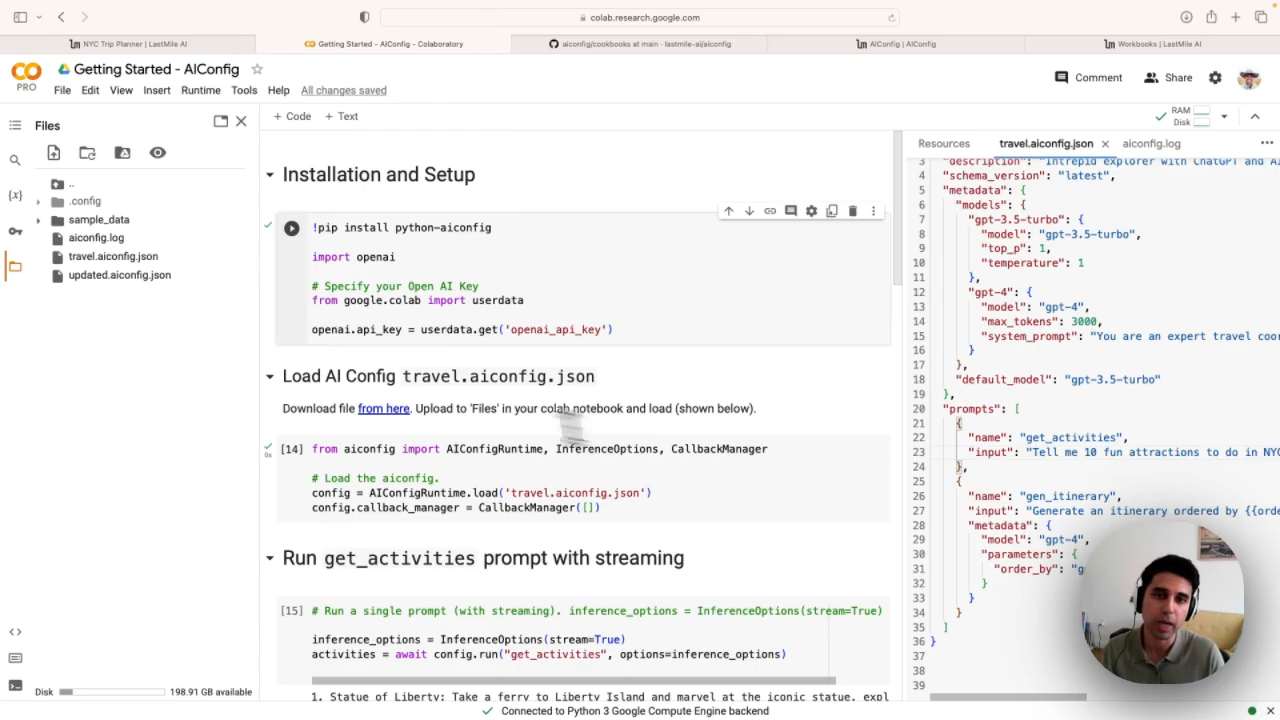 colab.research.google.com
NYC Trip Planner | LastMile AI
Getting Started - AIConfig - Colaboratory
aiconfig/cookbooks at main · lastmile-ai/aiconfig
AIConfig | AIConfig
Workbooks | LastMile AI
CO
PRO
Getting Started - AIConfig
File Edit View Insert Runtime Tools Help All changes saved
Comment
Share
Files
+ Code + Text
RAM
Disk
..
.config
sample_data
aiconfig.log
travel.aiconfig.json
updated.aiconfig.json
Disk
198.91 GB available
Installation and Setup
!pip install python-aiconfig
import openai
# Specify your Open AI Key
from google.colab import userdata
openai.api_key = userdata.get('openai_api_key')
Load AI Config travel.aiconfig.json
Download file from here. Upload to 'Files' in your colab notebook and load (shown below).
[14] from aiconfig import AIConfigRuntime, InferenceOptions, CallbackManager
0s
# Load the aiconfig.
config = AIConfigRuntime.load('travel.aiconfig.json')
config.callback_manager = CallbackManager([])
Run get_activities prompt with streaming
[15] # Run a single prompt (with streaming). inference_options = InferenceOptions(stream=True)
inference_options = InferenceOptions(stream=True)
activities = await config.run("get_activities", options=inference_options)
1. Statue of Liberty: Take a ferry to Liberty Island and marvel at the iconic statue, expl
Resources travel.aiconfig.json aiconfig.log
3 "description": "Intrepid explorer with ChatGPT and AI
4 "schema_version": "latest",
5 "metadata": {
6 "models": {
7 "gpt-3.5-turbo": {
8 "model": "gpt-3.5-turbo",
9 "top_p": 1,
10 "temperature": 1
11 },
12 "gpt-4": {
13 "model": "gpt-4",
14 "max_tokens": 3000,
15 "system_prompt": "You are an expert travel coor
16 }
17 },
18 "default_model": "gpt-3.5-turbo"
19 },
20 "prompts": [
21 {
22 "name": "get_activities",
23 "input": "Tell me 10 fun attractions to do in NYC
24 },
25 {
26 "name": "gen_itinerary",
27 "input": "Generate an itinerary ordered by {{orde
28 "metadata": {
29 "model": "gpt-4",
30 "parameters": {
31 "order_by": "g
32 }
33 }
34 }
35 ]
36 }
37
38
39
Connected to Python 3 Google Compute Engine backend